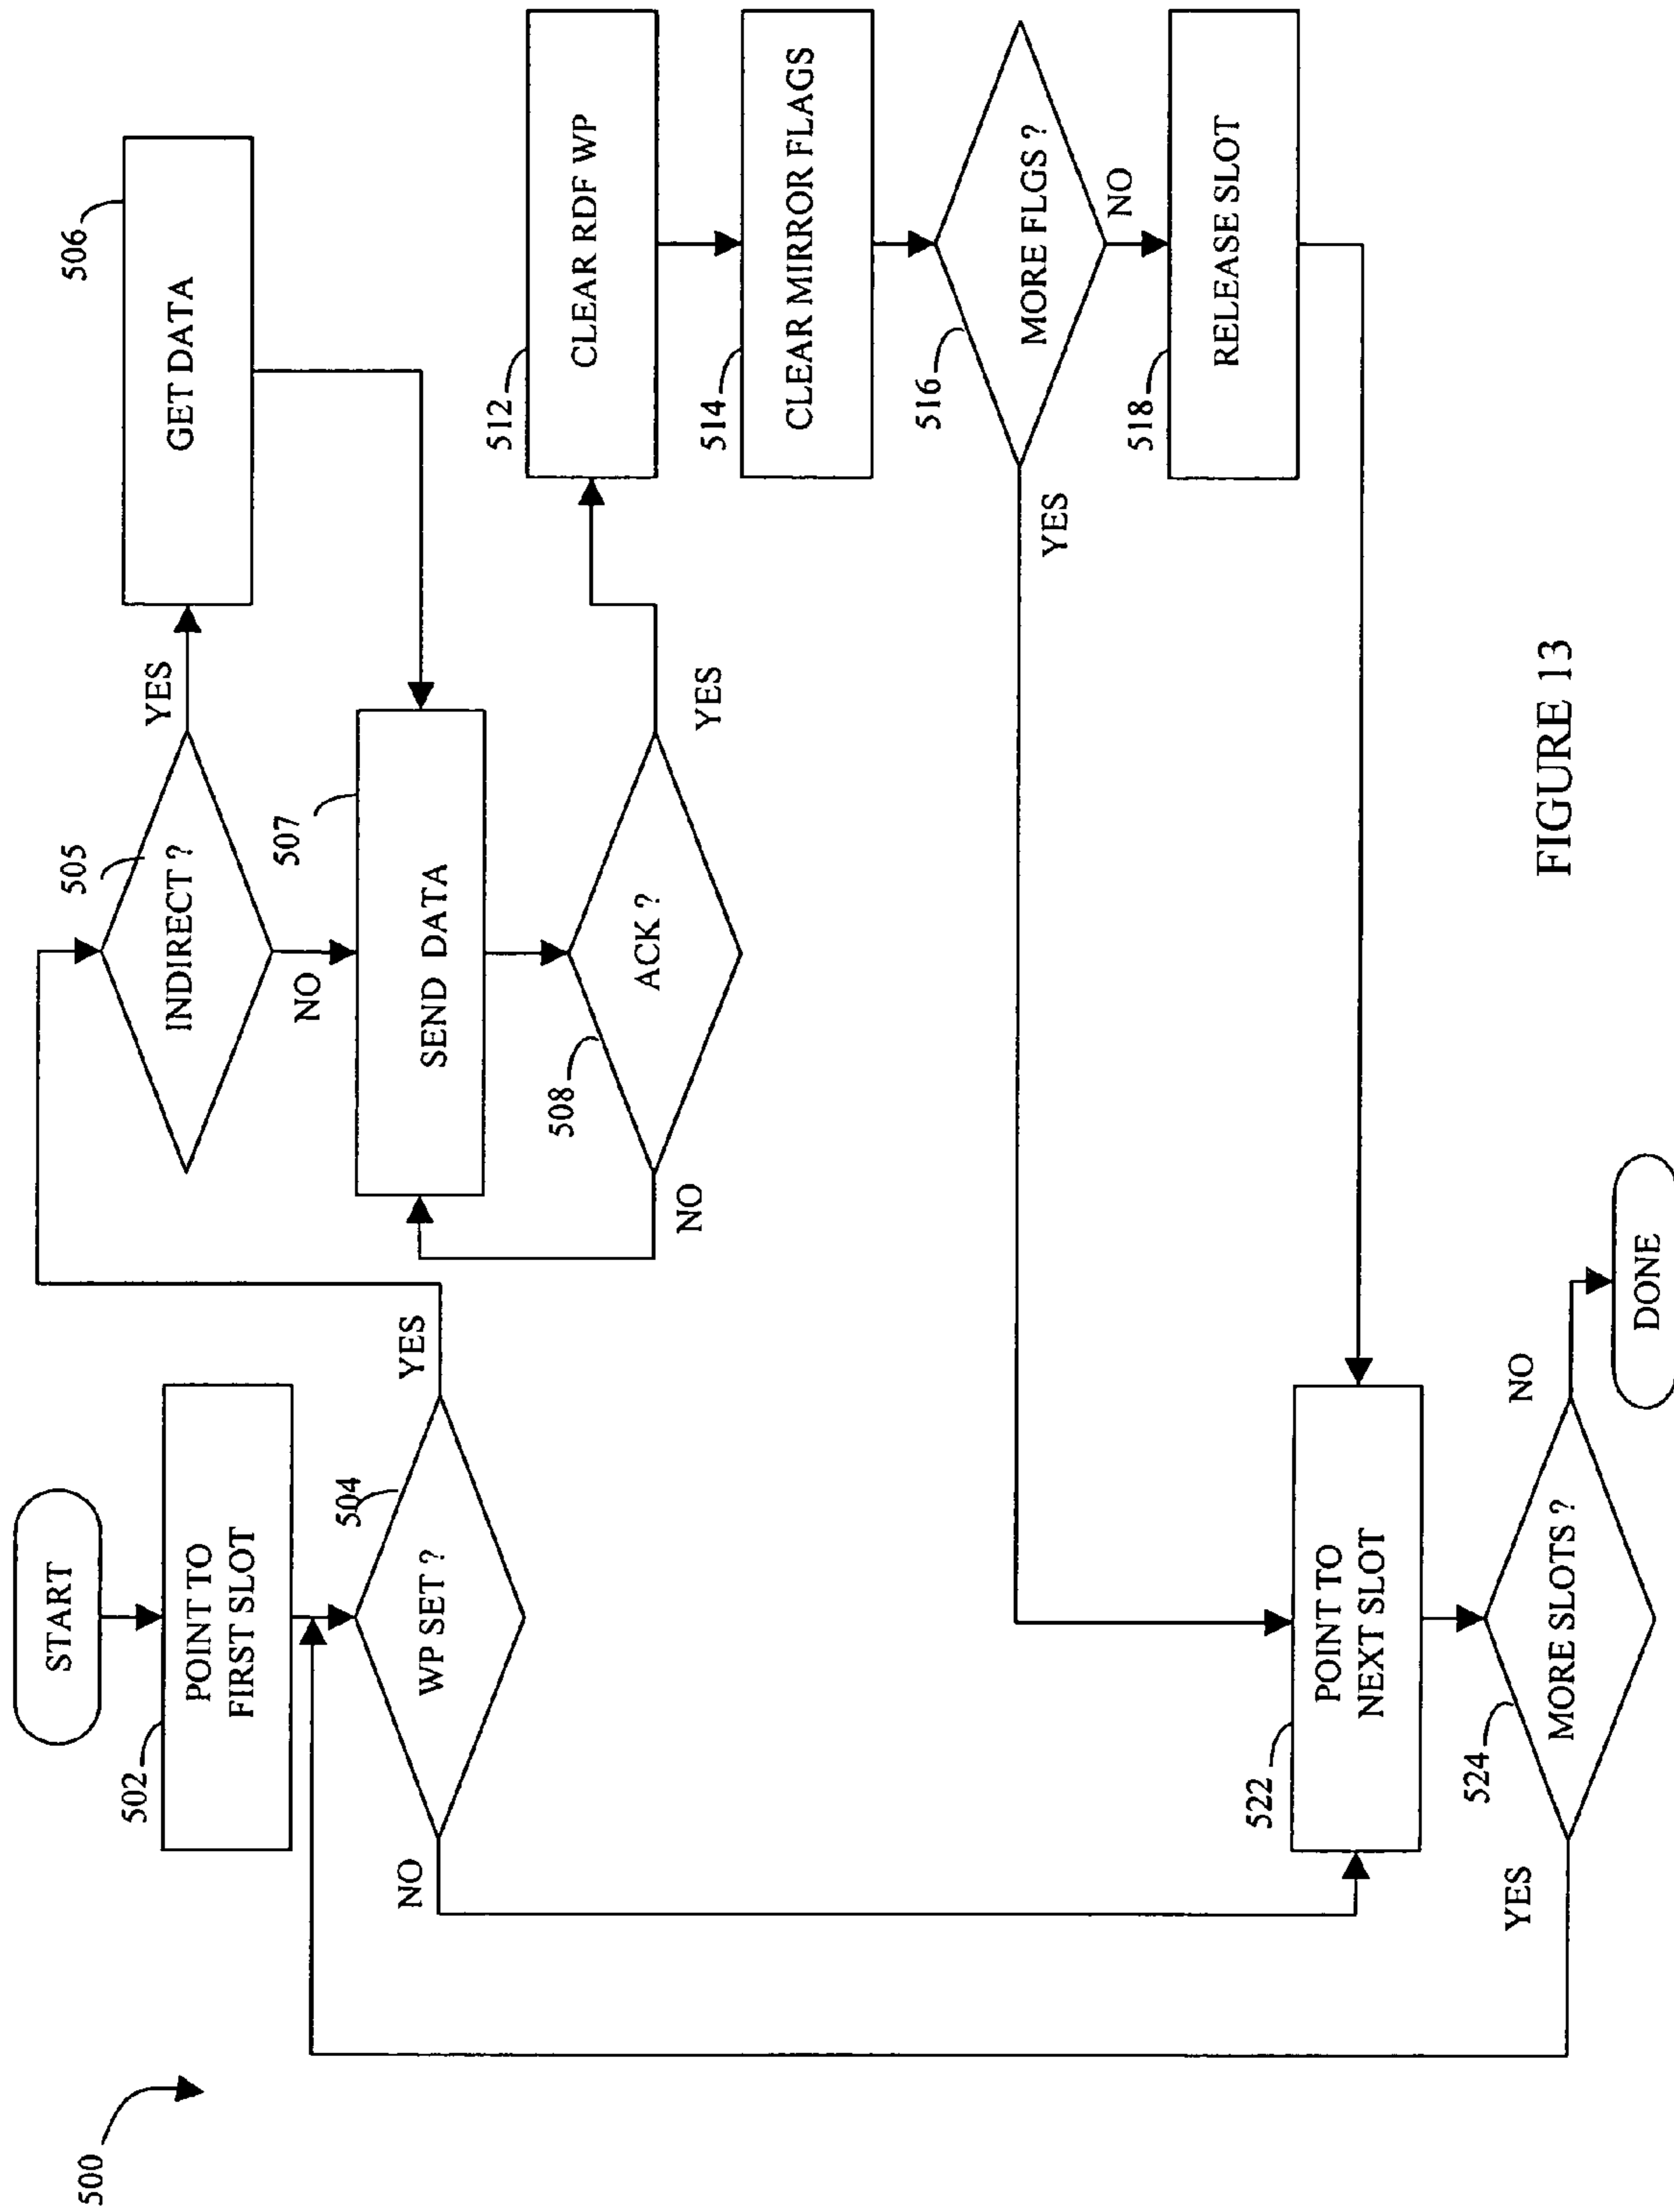 500
START
502
POINT TO
FIRST SLOT
504
WP SET ?
YES
NO
505
INDIRECT ?
YES
NO
506
GET DATA
507
SEND DATA
508
ACK ?
YES
NO
512
CLEAR RDF WP
514
CLEAR MIRROR FLAGS
516
MORE FLGS ?
YES
NO
518
RELEASE SLOT
522
POINT TO
NEXT SLOT
524
MORE SLOTS ?
YES
NO
DONE
FIGURE 13